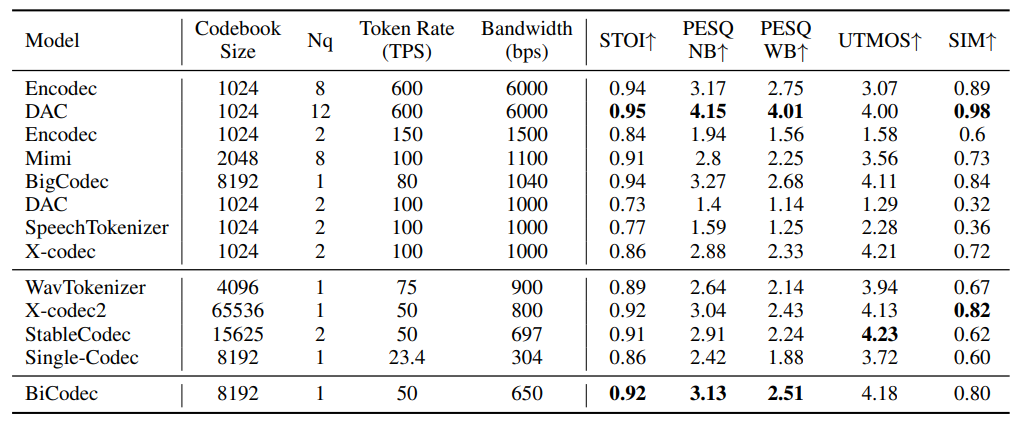 Model Codebook Size Nq Token Rate (TPS) Bandwidth (bps) STOI↑ PESQ NB↑ PESQ WB↑ UTMOS↑ SIM↑
Encodec 1024 8 600 6000 0.94 3.17 2.75 3.07 0.89
DAC 1024 12 600 6000 0.95 4.15 4.01 4.00 0.98
Encodec 1024 2 150 1500 0.84 1.94 1.56 1.58 0.6
Mimi 2048 8 100 1100 0.91 2.8 2.25 3.56 0.73
BigCodec 8192 1 80 1040 0.94 3.27 2.68 4.11 0.84
DAC 1024 2 100 1000 0.73 1.4 1.14 1.29 0.32
SpeechTokenizer 1024 2 100 1000 0.77 1.59 1.25 2.28 0.36
X-codec 1024 2 100 1000 0.86 2.88 2.33 4.21 0.72
WavTokenizer 4096 1 75 900 0.89 2.64 2.14 3.94 0.67
X-codec2 65536 1 50 800 0.92 3.04 2.43 4.13 0.82
StableCodec 15625 2 50 697 0.91 2.91 2.24 4.23 0.62
Single-Codec 8192 1 23.4 304 0.86 2.42 1.88 3.72 0.60
BiCodec 8192 1 50 650 0.92 3.13 2.51 4.18 0.80